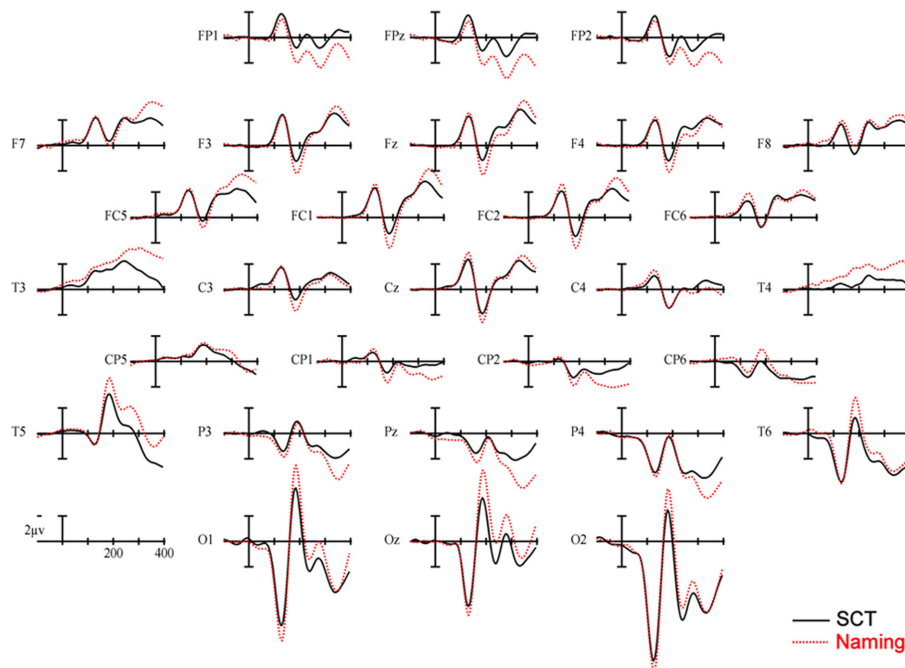 FP1 FPz FP2
F7 F3 Fz F4 F8
FC5 FC1 FC2 FC6
T3 C3 Cz C4 T4
CP5 CP1 CP2 CP6
T5 P3 Pz P4 T6
2μv O1 Oz O2
200 400
SCT
Naming